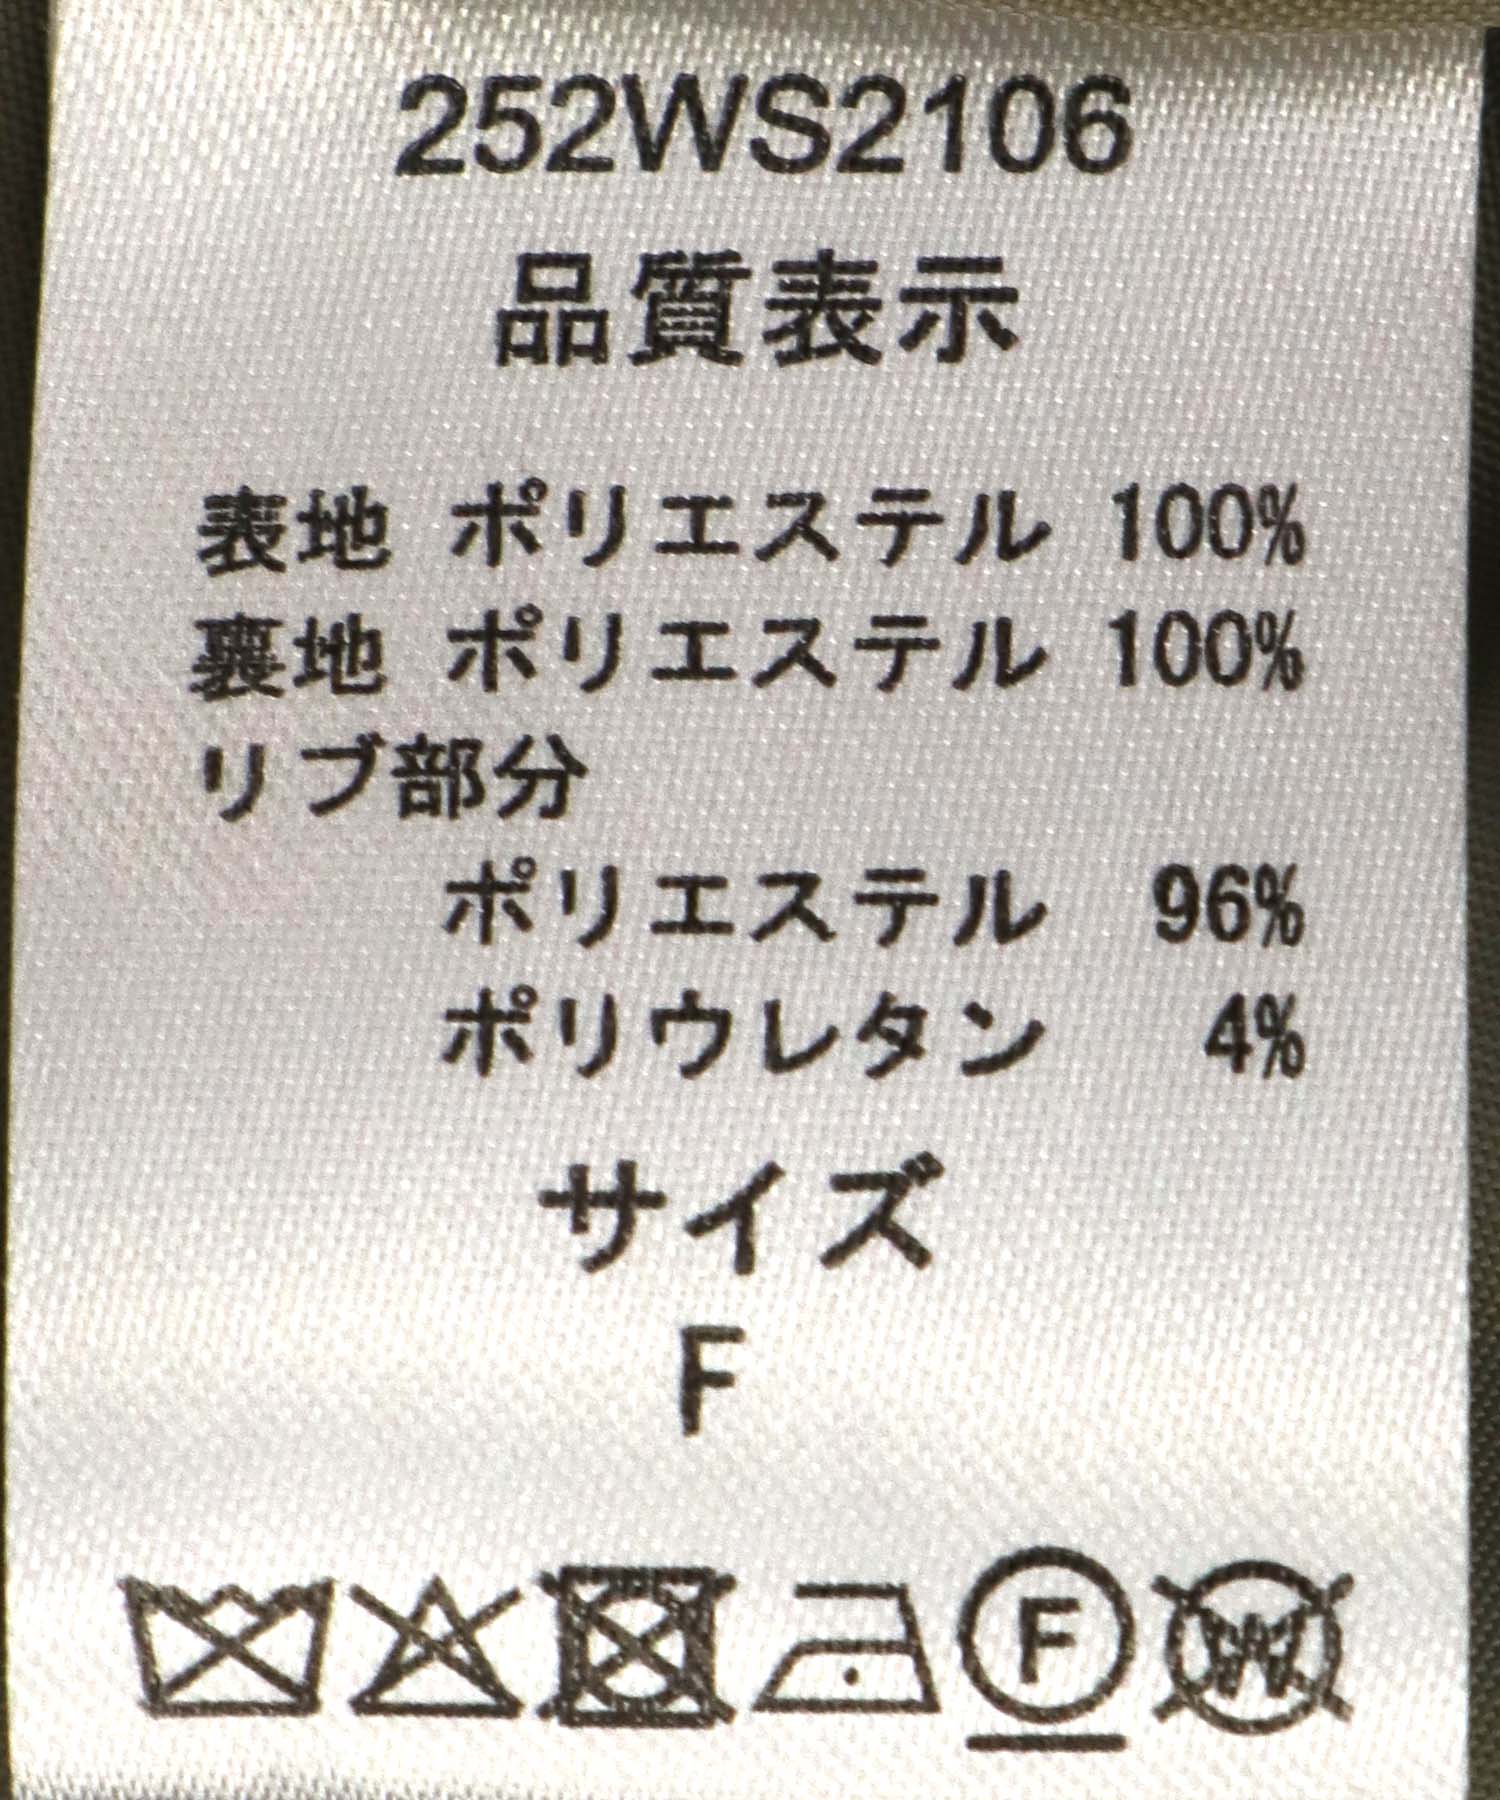 252WS2106
品質表示
表地 ポリエステル 100%
裏地 ポリエステル 100%
リブ部分
ポリエステル 96%
ポリウレタン 4%
サイズ
F
F W